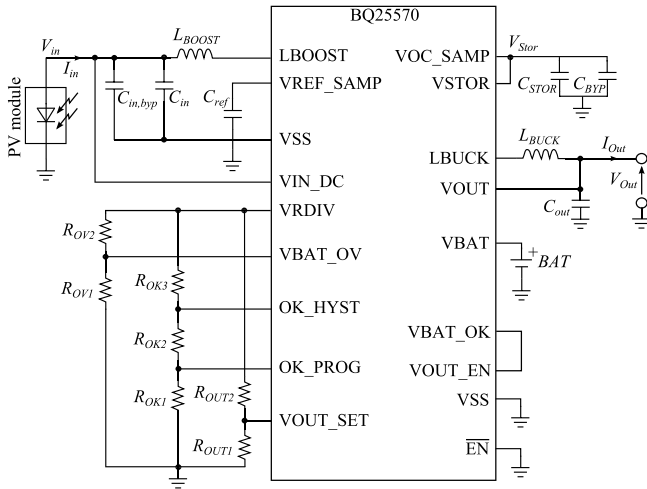 BQ25570
V_in
I_in
L_BOOST
C_in,byp
C_in
C_ref
PV module
LBOOST
VREF_SAMP
VSS
VIN_DC
VRDIV
VBAT_OV
OK_HYST
OK_PROG
VOUT_SET
R_OV2
R_OV1
R_OK3
R_OK2
R_OK1
R_OUT2
R_OUT1
VOC_SAMP
VSTOR
LBUCK
VOUT
VBAT
VBAT_OK
VOUT_EN
VSS
EN
V_Stor
C_STOR
C_BYP
L_BUCK
I_Out
V_Out
C_out
+
BAT